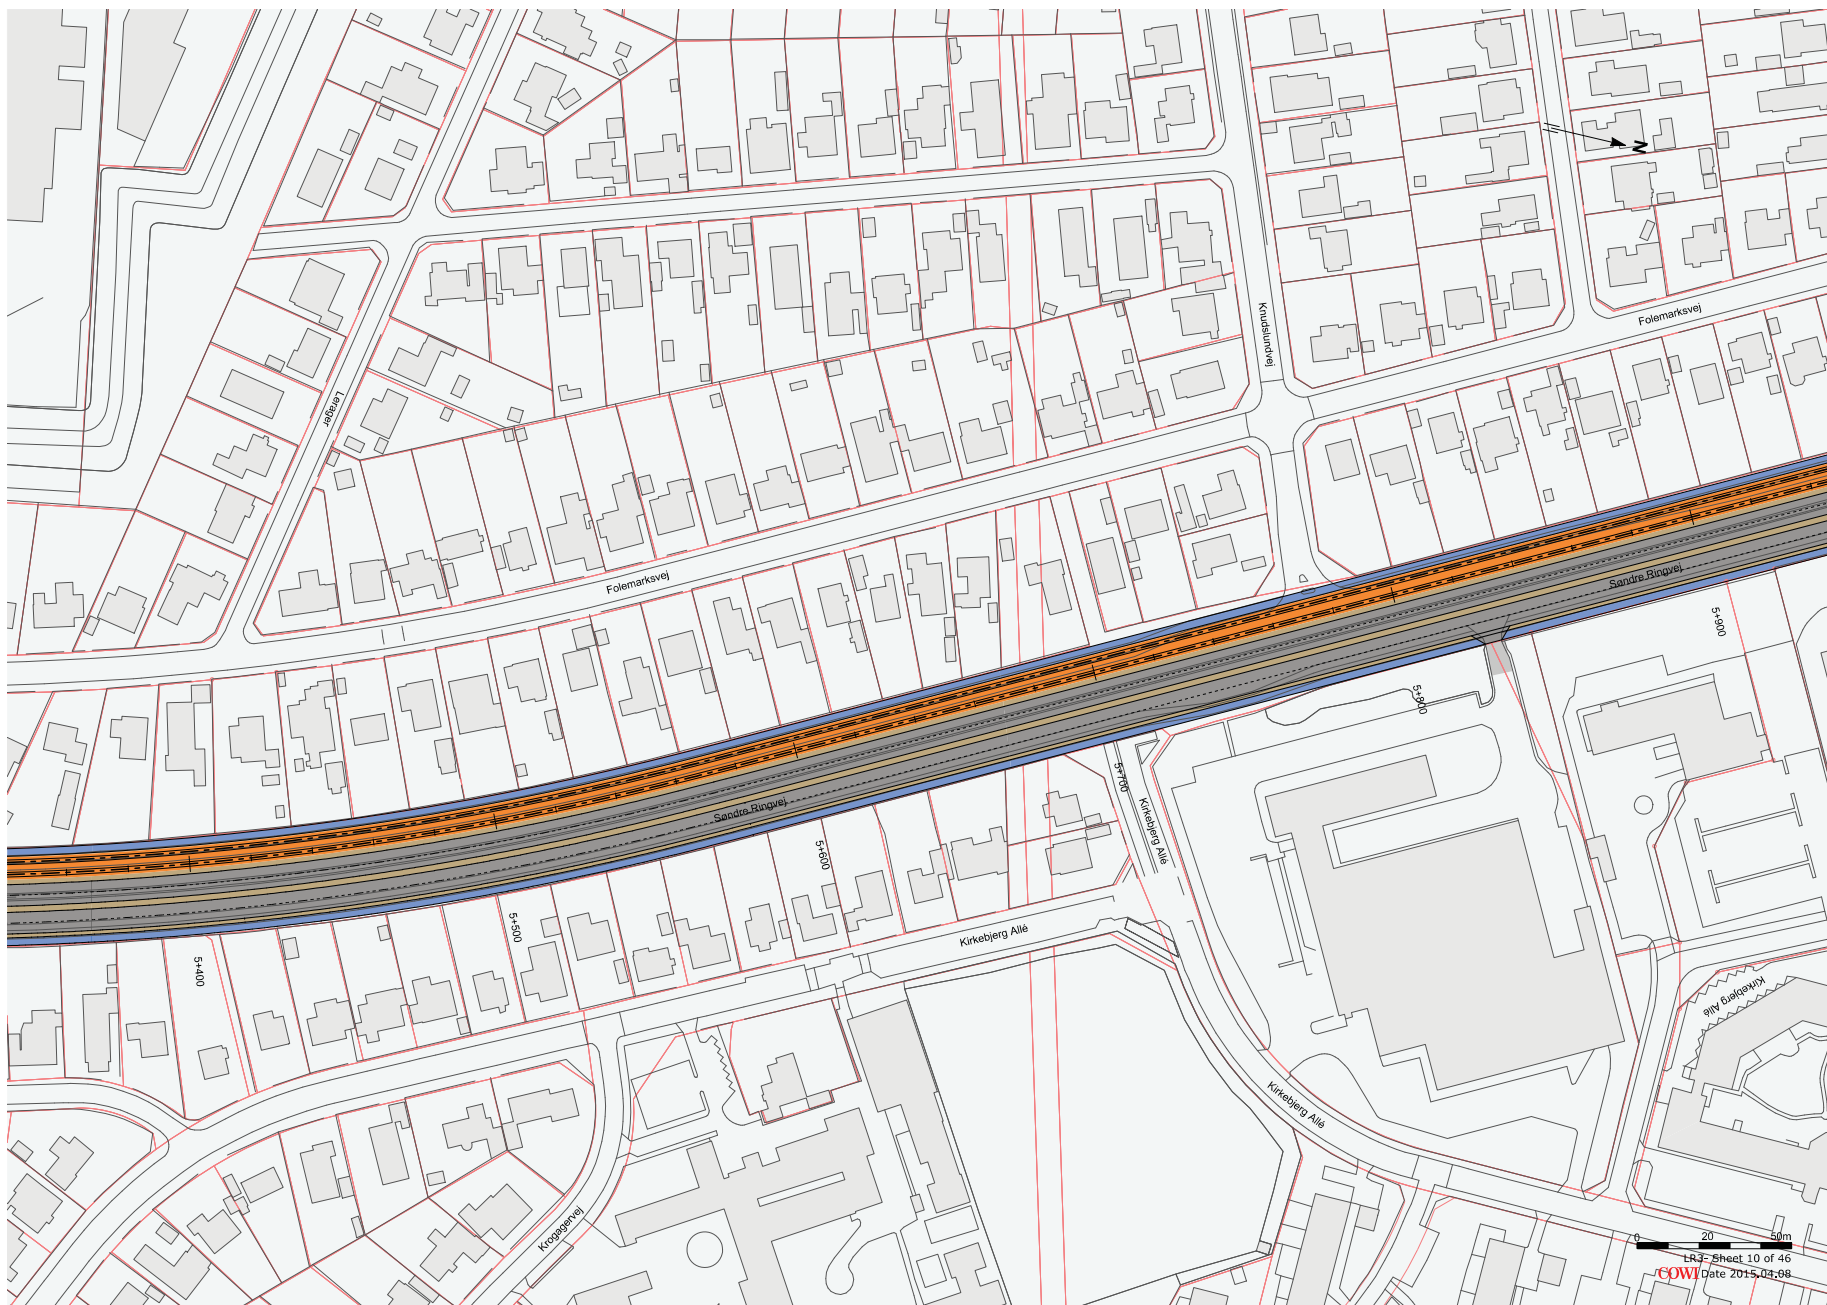 N
Knudslundvej
Folemarksvej
Lerager
Folemarksvej
Søndre Ringvej
5+900
5+800
5+700
Søndre Ringvej
Kirkebjerg Allé
5+600
5+500
Kirkebjerg Allé
5+400
Kirkebjerg Allé
Kirkebjerg Allé
Krogagervej
0 20 50m
LR3- Sheet 10 of 46
COWI Date 2015.04.08